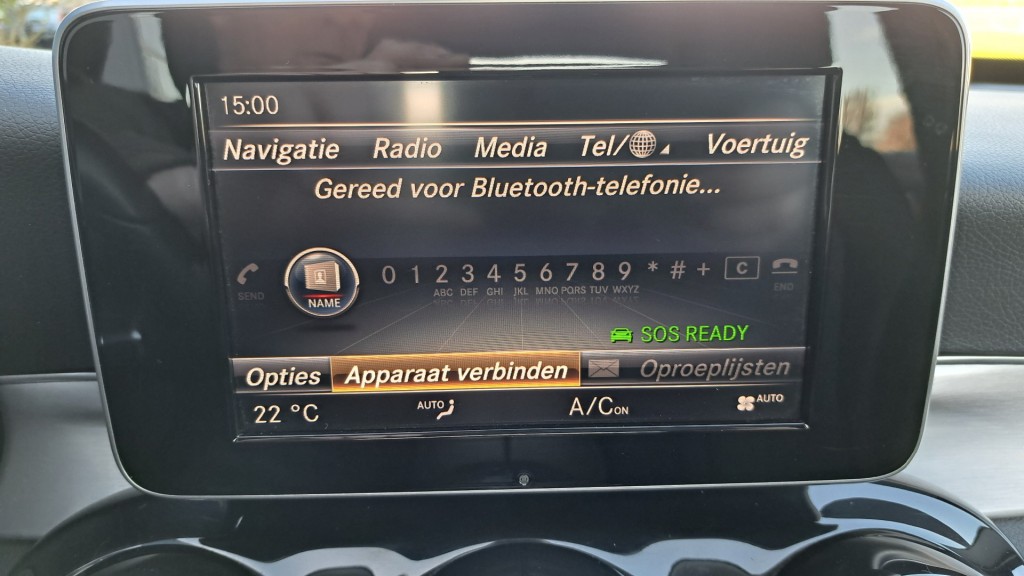 15:00
Navigatie Radio Media Tel/ Voertuig
Gereed voor Bluetooth-telefonie...
SEND NAME 0 1 2 3 4 5 6 7 8 9 * # + C END
ABC DEF GHI JKL MNO PQRS TUV WXYZ
SOS READY
Opties Apparaat verbinden Oproeplijsten
22 °C AUTO A/C ON AUTO